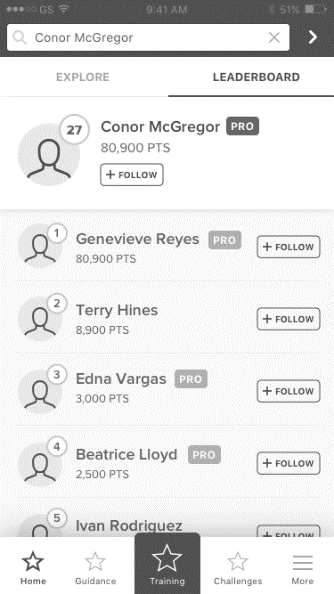 GS 9:41 AM 51%
Conor McGregor
EXPLORE LEADERBOARD
27
Conor McGregor PRO
80,900 PTS
+ FOLLOW
1
Genevieve Reyes PRO
80,900 PTS
+ FOLLOW
2
Terry Hines
8,900 PTS
+ FOLLOW
3
Edna Vargas PRO
3,000 PTS
+ FOLLOW
4
Beatrice Lloyd PRO
2,500 PTS
+ FOLLOW
5
Ivan Rodriguez
+ FOLLOW
Home Guidance Training Challenges More